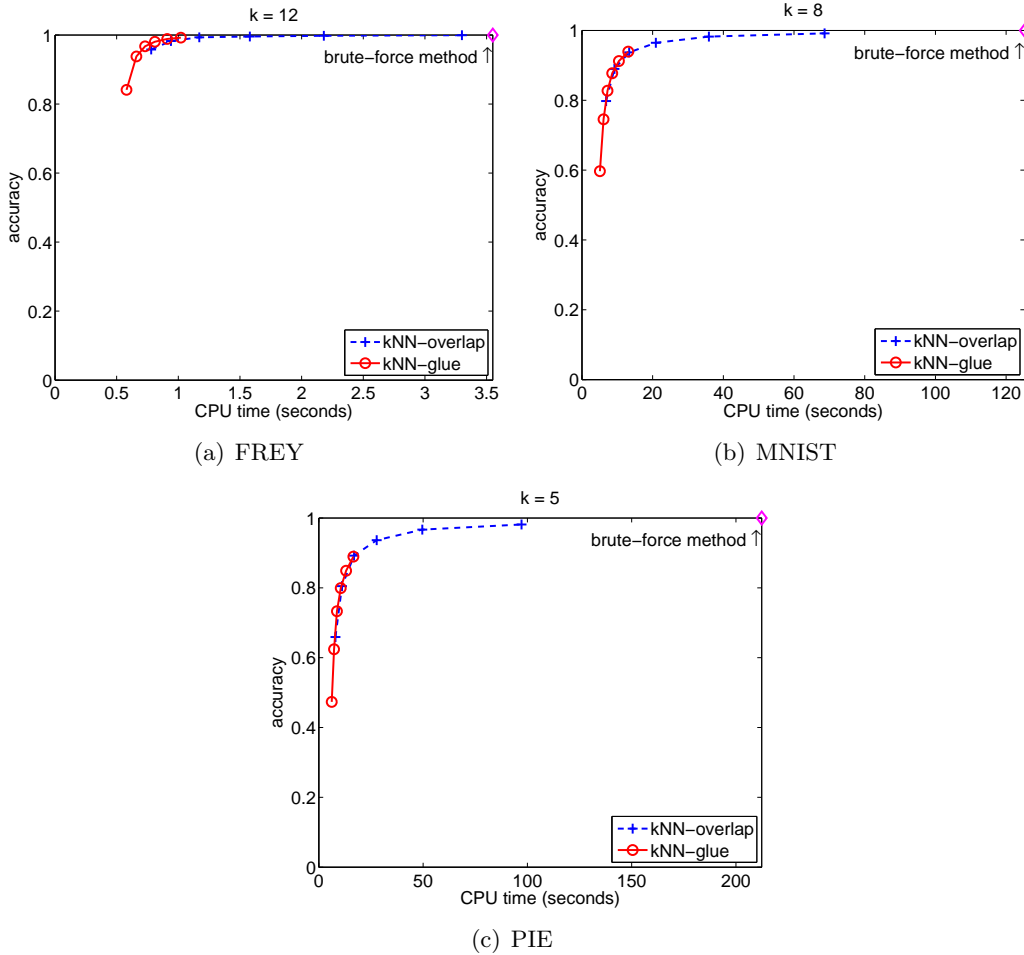 k = 12
1
0.8
0.6
0.4
0.2
0
accuracy
brute−force method ↑
kNN−overlap
kNN−glue
0 0.5 1 1.5 2 2.5 3 3.5
CPU time (seconds)
(a) FREY
k = 8
1
0.8
0.6
0.4
0.2
0
accuracy
brute−force method ↑
kNN−overlap
kNN−glue
0 20 40 60 80 100 120
CPU time (seconds)
(b) MNIST
k = 5
1
0.8
0.6
0.4
0.2
0
accuracy
brute−force method ↑
kNN−overlap
kNN−glue
0 50 100 150 200
CPU time (seconds)
(c) PIE